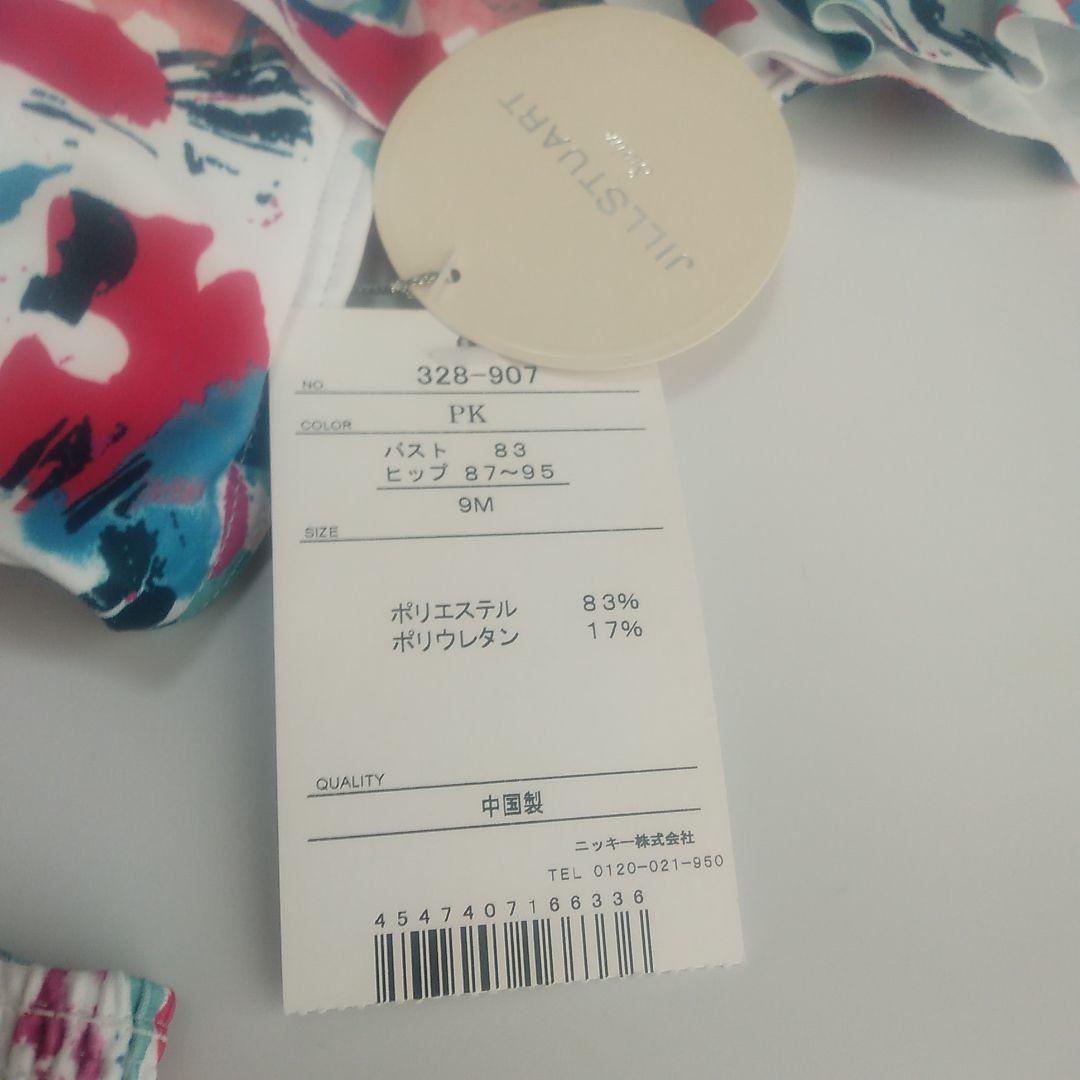 JILLSTUART
NO. 328-907
COLOR PK
バスト 83
ヒップ 87~95
9M
SIZE
ポリエステル 83%
ポリウレタン 17%
QUALITY
中国製
ニッキー株式会社
TEL 0120-021-950
4547407166336